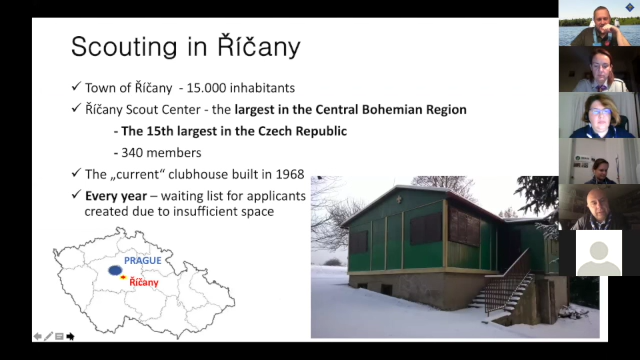 Scouting in Říčany
✓ Town of Říčany - 15.000 inhabitants
✓ Říčany Scout Center - the largest in the Central Bohemian Region
- The 15th largest in the Czech Republic
- 340 members
✓ The „current“ clubhouse built in 1968
✓ Every year – waiting list for applicants
created due to insufficient space
PRAGUE
Říčany